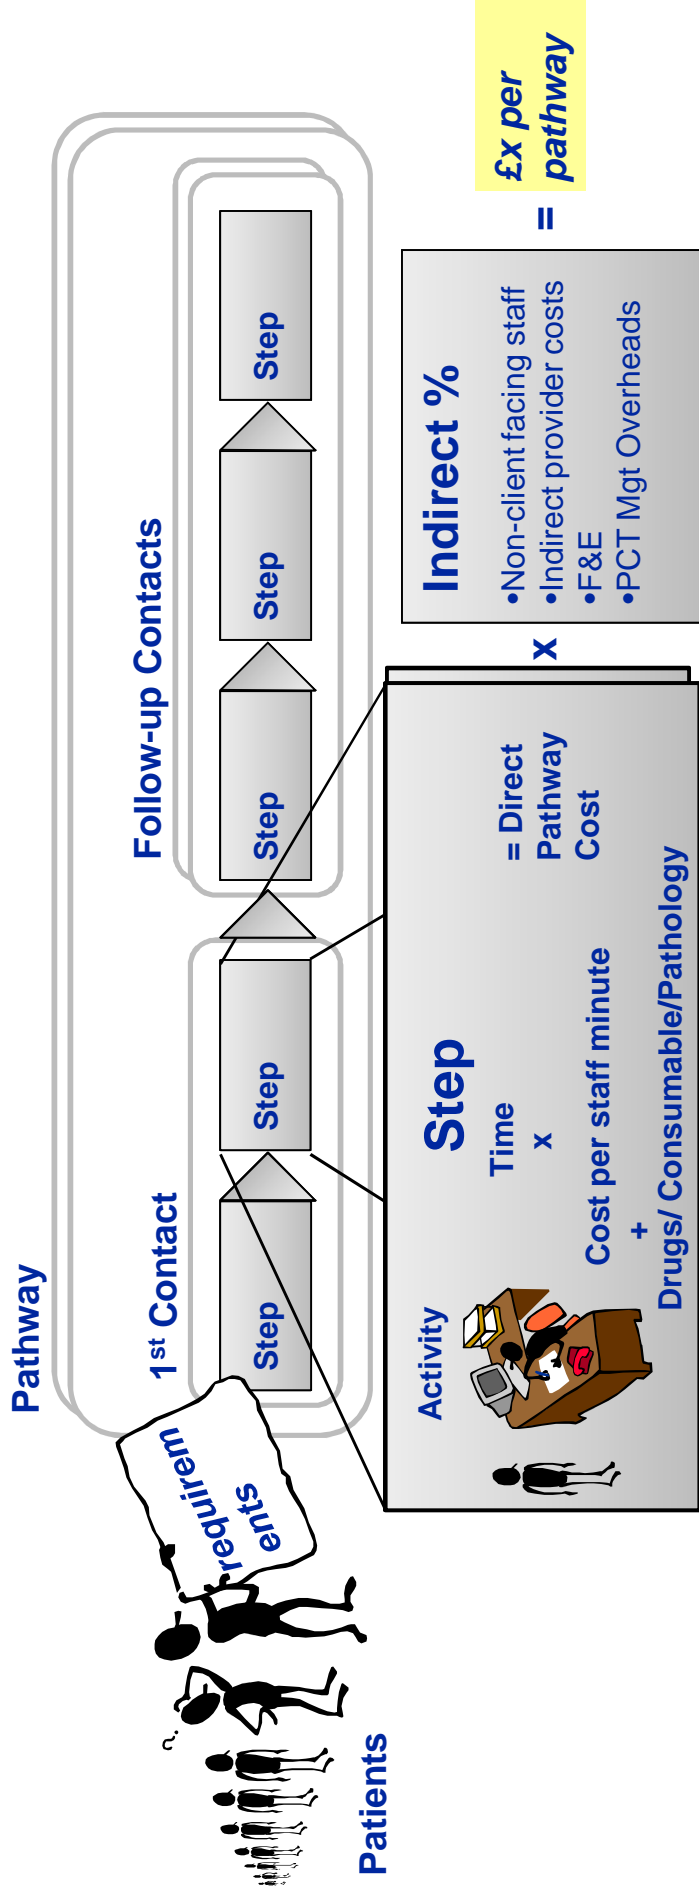 Pathway
1st Contact
Follow-up Contacts
requirem
ents
Step
Step
Step
Step
Step
Patients
Activity
Step
Time
x
Cost per staff minute
+
Drugs/ Consumable/Pathology
= Direct
Pathway
Cost
x
Indirect %
•Non-client facing staff
•Indirect provider costs
•F&E
•PCT Mgt Overheads
=
£x per
pathway
?